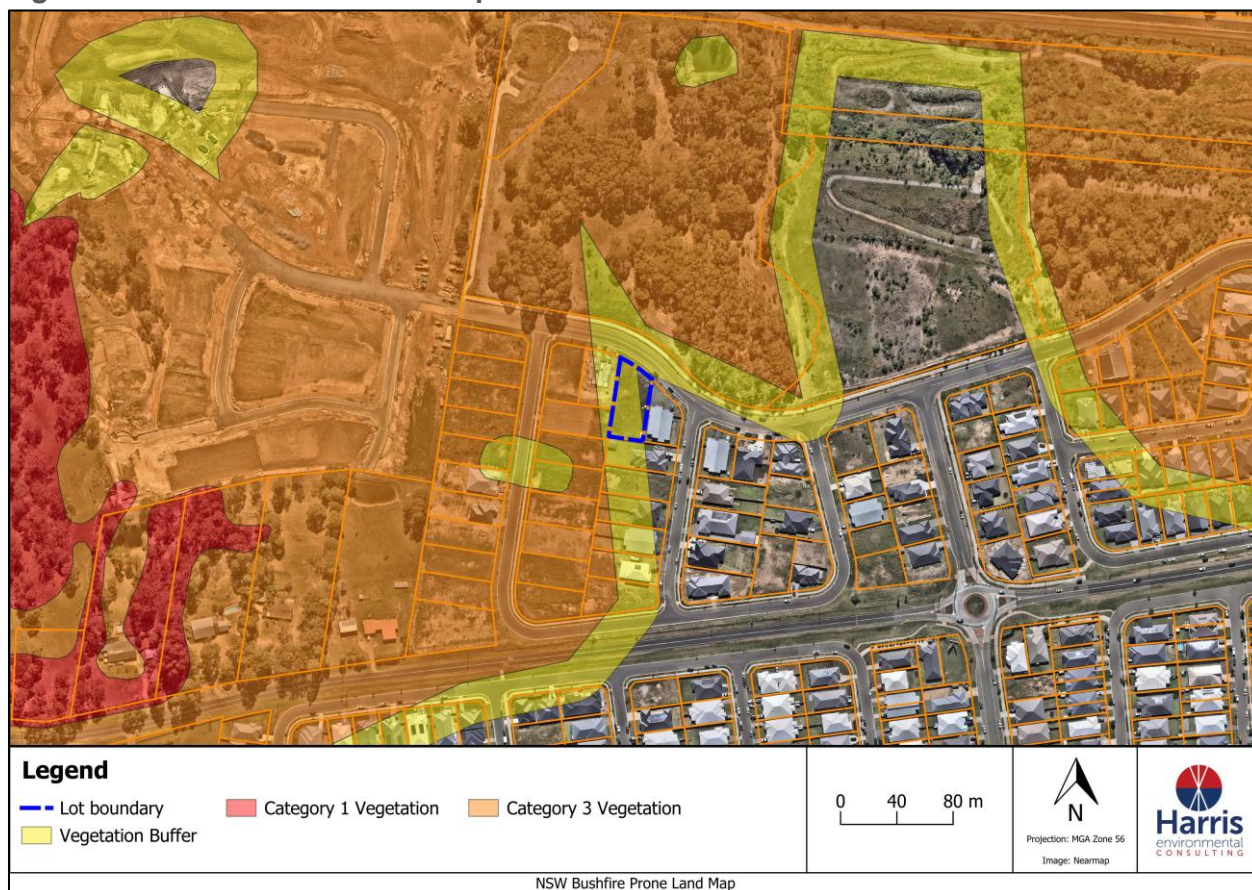 Legend
Lot boundary
Category 1 Vegetation
Category 3 Vegetation
Vegetation Buffer
0 40 80 m
N
Projection: MGA Zone 56
Image: Nearmap
Harris
environmental
CONSULTING
NSW Bushfire Prone Land Map